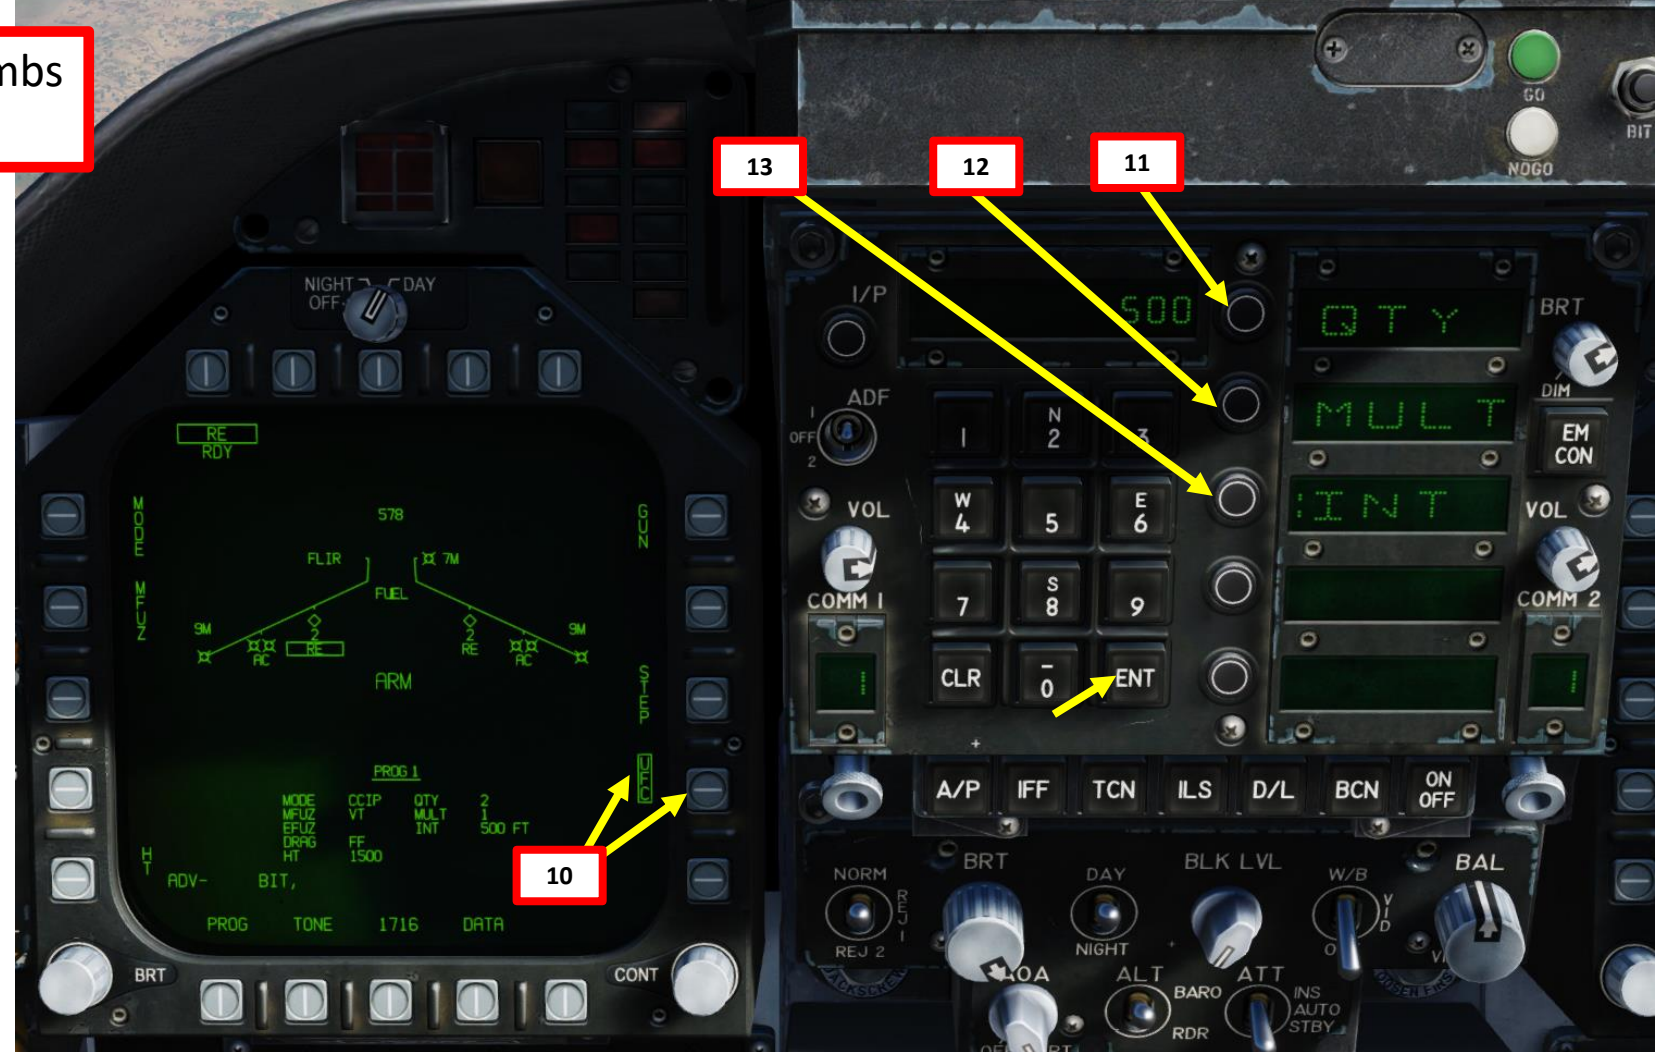 mbs
13
12
11
10
GO
NOGO
BIT
NIGHT
DAY
OFF
RE
RDY
MODE
MFUZ
GUN
578
FLIR
7M
FUEL
9M
9M
2
2
AC
RE
RE
AC
ARM
STEP
UFC
PROG 1
MODE CCIP QTY 2
MFUZ VT MULT 1
EFUZ INT 500 FT
DRAG FF
HT 1500
HT
ADV- BIT,
PROG TONE 1716 DATA
BRT
CONT
I/P
500
QTY
MULT
:INT
BRT
DIM
EM
CON
ADF
1
OFF
2
VOL
VOL
COMM 1
COMM 2
1
1
1
N
2
3
W
4
5
E
6
7
S
8
9
CLR
–
0
ENT
A/P
IFF
TCN
ILS
D/L
BCN
ON
OFF
NORM
REJ 1
REJ 2
BRT
DAY
NIGHT
BLK LVL
W/B
VID
BAL
AOA
ALT
BARO
RDR
ATT
INS
AUTO
STBY